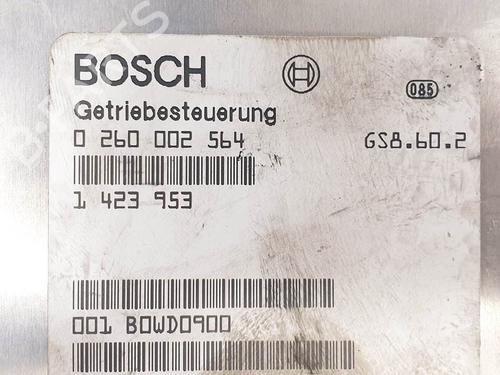 BOSCH
085
Getriebesteuerung
0 260 002 564 GS8.60.2
1 423 953
001 B0WD0900